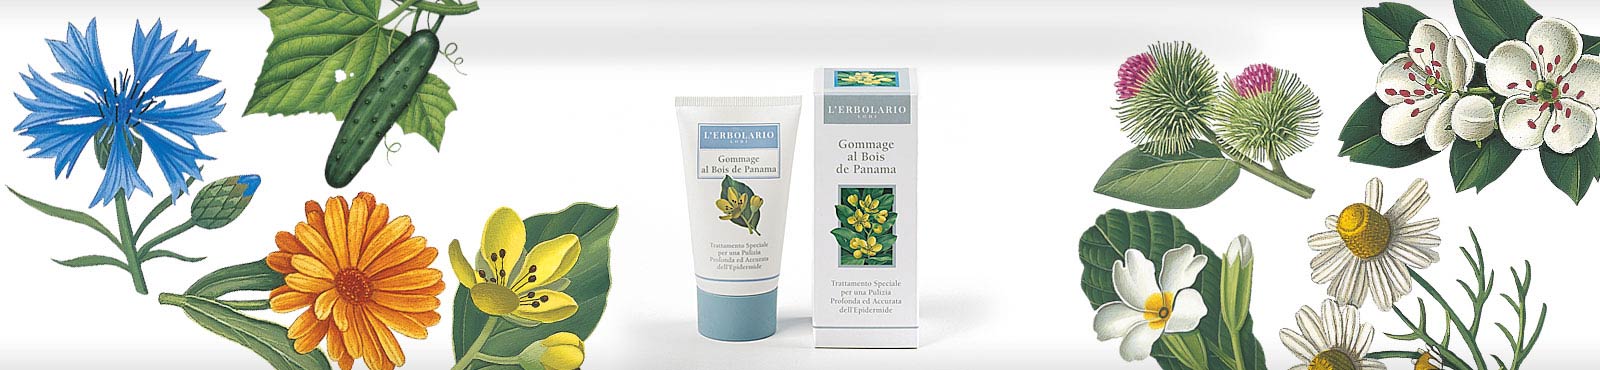 L'ERBOLARIO
LODI
Gommage
al Bois de Panama
Trattamento Speciale
per una Pulizia
Profonda ed Accurata
dell'Epidermide
L'ERBOLARIO
LODI
Gommage
al Bois
de Panama
Trattamento Speciale
per una Pulizia
Profonda ed Accurata
dell'Epidermide